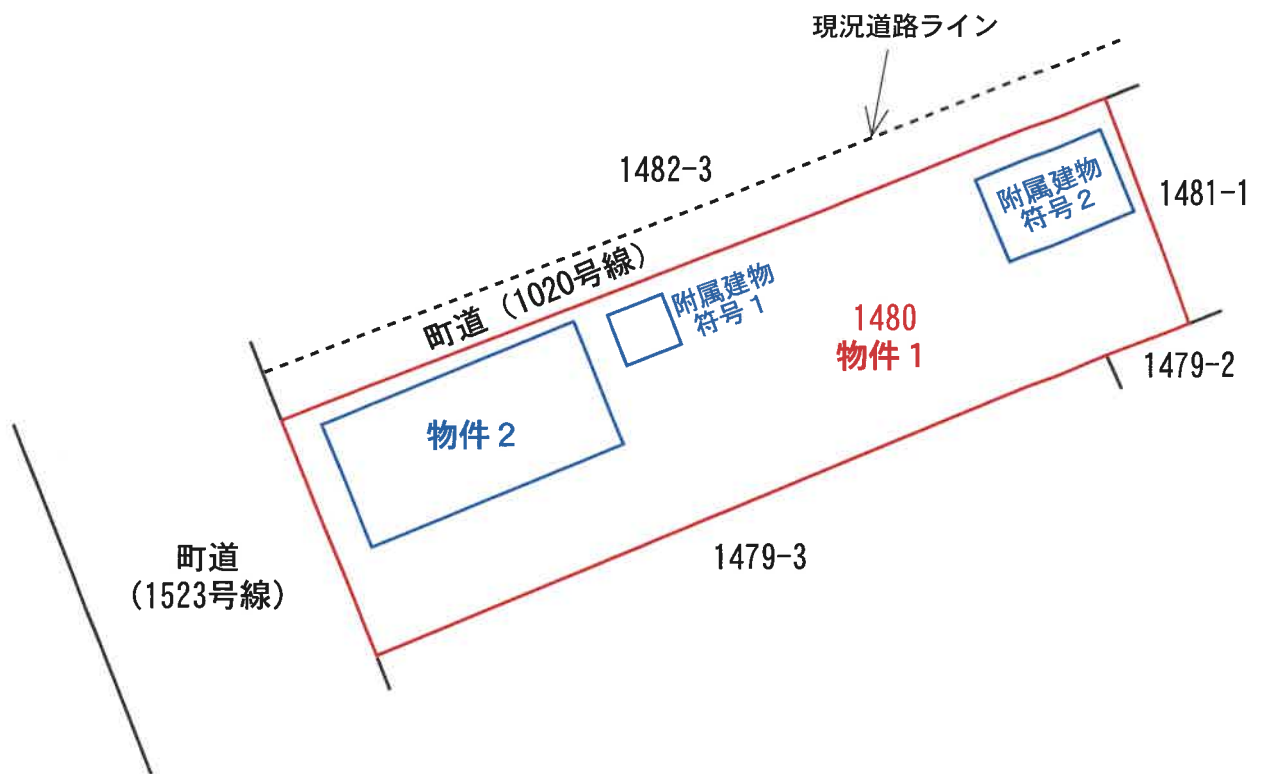 現況道路ライン
1482-3
1481-1
附属建物
符号2
町道（1020号線）
附属建物
符号1
1480
物件1
1479-2
物件2
1479-3
町道
（1523号線）